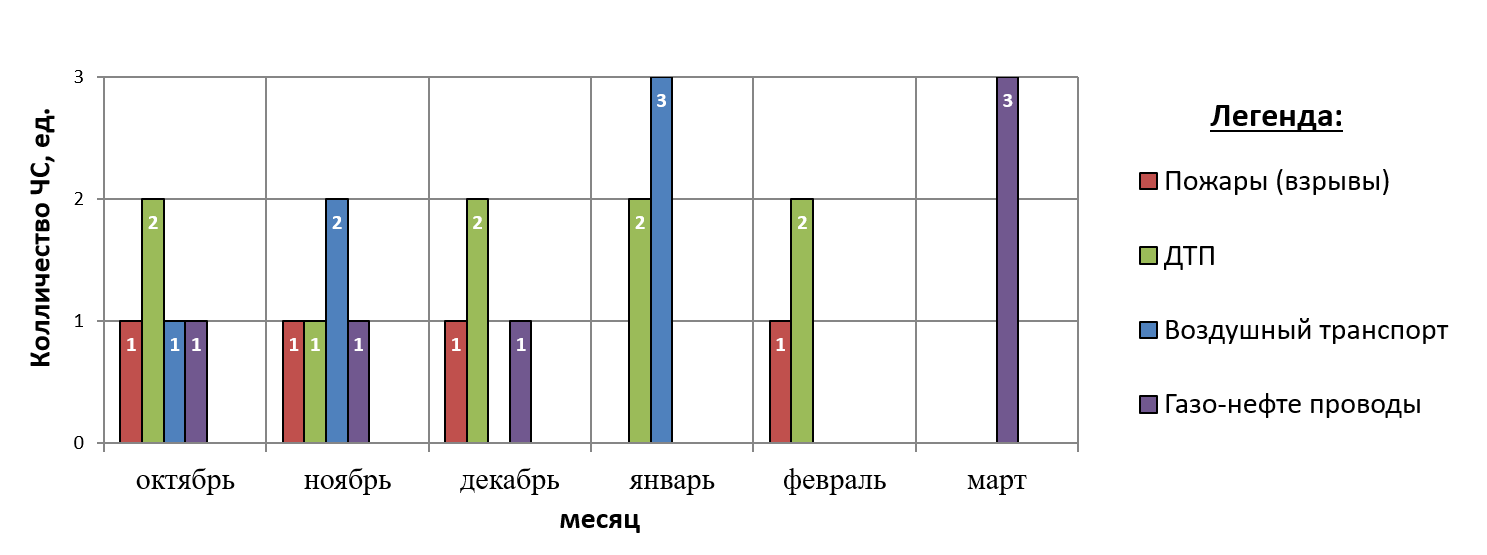 Колличество ЧС, ед.
3
2
1
0
1
2
1
1
1
1
2
1
1
2
1
2
3
1
2
3
октябрь
ноябрь
декабрь
январь
февраль
март
месяц
Легенда:
Пожары (взрывы)
ДТП
Воздушный транспорт
Газо-нефте проводы